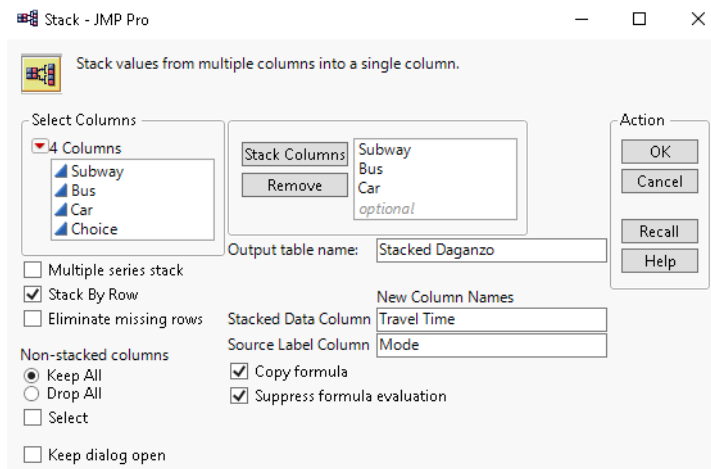 Stack - JMP Pro
Stack values from multiple columns into a single column.
Select Columns
4 Columns
Subway
Bus
Car
Choice
Stack Columns
Remove
Subway
Bus
Car
optional
Action
OK
Cancel
Recall
Help
Output table name: Stacked Daganzo
Multiple series stack
Stack By Row
Eliminate missing rows
New Column Names
Stacked Data Column Travel Time
Source Label Column Mode
Copy formula
Suppress formula evaluation
Non-stacked columns
Keep All
Drop All
Select
Keep dialog open